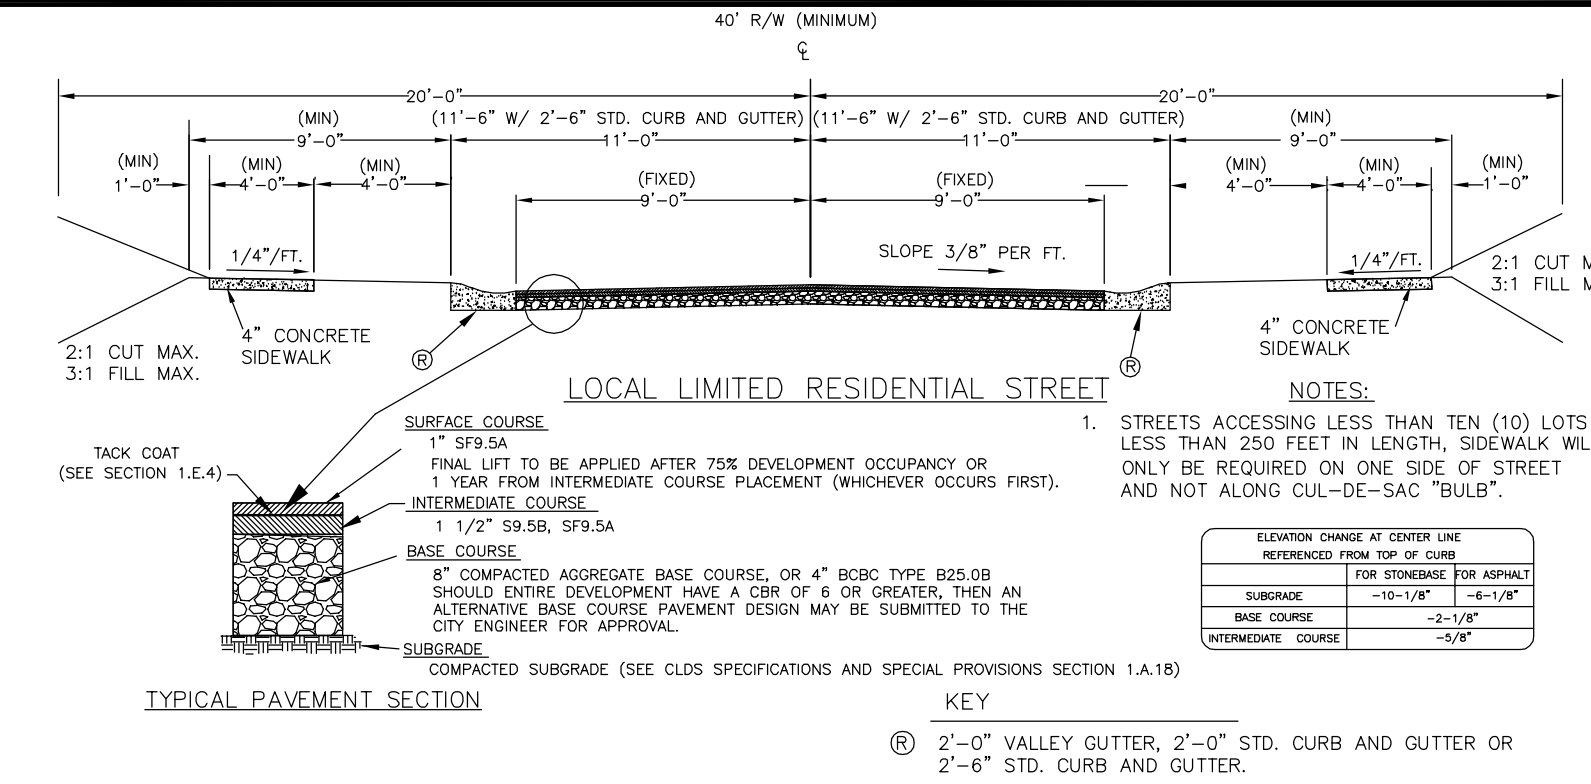 40' R/W (MINIMUM)
℄
20'-0" 20'-0"
(MIN) (11'-6" W/ 2'-6" STD. CURB AND GUTTER) (11'-6" W/ 2'-6" STD. CURB AND GUTTER) (MIN)
9'-0" 11'-0" 11'-0" 9'-0"
(MIN) (MIN) (MIN) (FIXED) (FIXED) (MIN) (MIN) (MIN)
1'-0" 4'-0" 4'-0" 9'-0" 9'-0" 4'-0" 4'-0" 1'-0"
1/4"/FT. SLOPE 3/8" PER FT. 1/4"/FT.
2:1 CUT
3:1 FILL
4" CONCRETE
SIDEWALK
2:1 CUT MAX.
3:1 FILL MAX.
R
R
4" CONCRETE
SIDEWALK
LOCAL LIMITED RESIDENTIAL STREET
NOTES:
1. STREETS ACCESSING LESS THAN TEN (10) LOTS
LESS THAN 250 FEET IN LENGTH, SIDEWALK
ONLY BE REQUIRED ON ONE SIDE OF STREET
AND NOT ALONG CUL-DE-SAC "BULB".
TACK COAT
(SEE SECTION 1.E.4)
SURFACE COURSE
1" SF9.5A
FINAL LIFT TO BE APPLIED AFTER 75% DEVELOPMENT OCCUPANCY OR
1 YEAR FROM INTERMEDIATE COURSE PLACEMENT (WHICHEVER OCCURS FIRST).
INTERMEDIATE COURSE
1 1/2" S9.5B, SF9.5A
BASE COURSE
8" COMPACTED AGGREGATE BASE COURSE, OR 4" BCBC TYPE B25.0B
SHOULD ENTIRE DEVELOPMENT HAVE A CBR OF 6 OR GREATER, THEN AN
ALTERNATIVE BASE COURSE PAVEMENT DESIGN MAY BE SUBMITTED TO THE
CITY ENGINEER FOR APPROVAL.
SUBGRADE
COMPACTED SUBGRADE (SEE CLDS SPECIFICATIONS AND SPECIAL PROVISIONS SECTION 1.A.18)
TYPICAL PAVEMENT SECTION
ELEVATION CHANGE AT CENTER LINE
REFERENCED FROM TOP OF CURB
FOR STONEBASE FOR ASPHALT
SUBGRADE -10-1/8" -6-1/8"
BASE COURSE -2-1/8"
INTERMEDIATE COURSE -5/8"
KEY
R 2'-0" VALLEY GUTTER, 2'-0" STD. CURB AND GUTTER OR
2'-6" STD. CURB AND GUTTER.